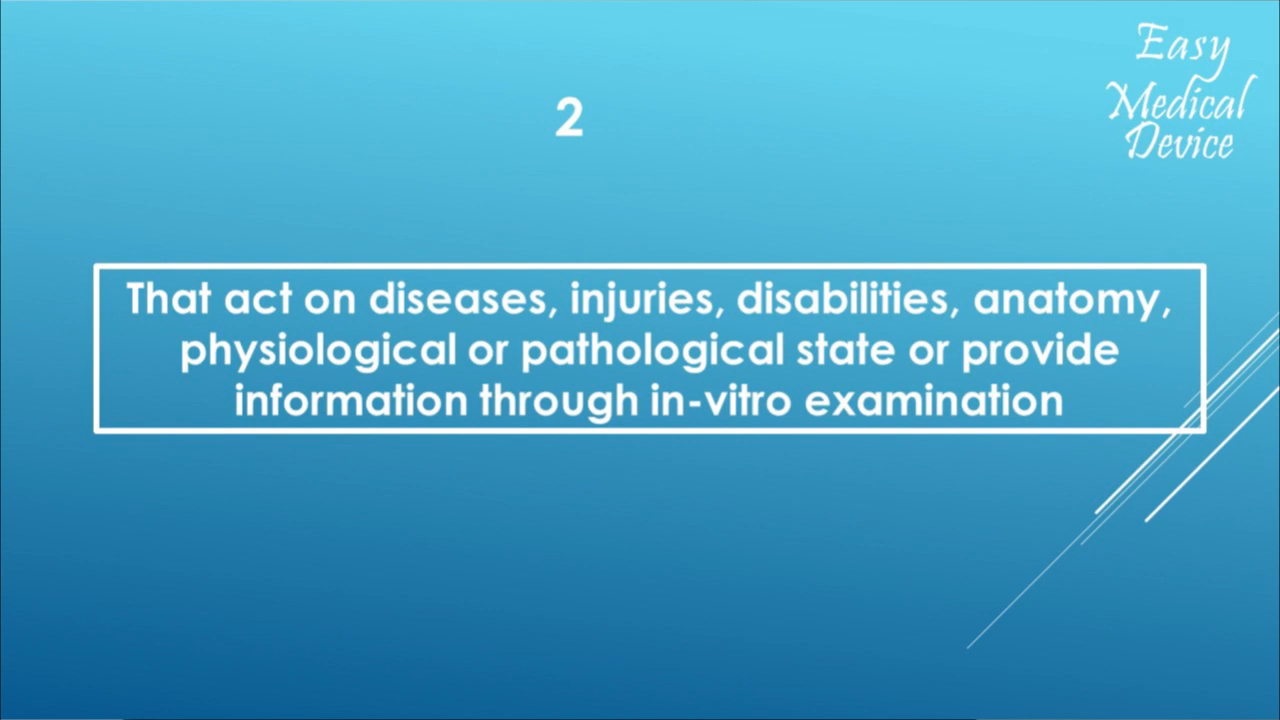 Easy
Medical
Device
2
That act on diseases, injuries, disabilities, anatomy,
physiological or pathological state or provide
information through in-vitro examination